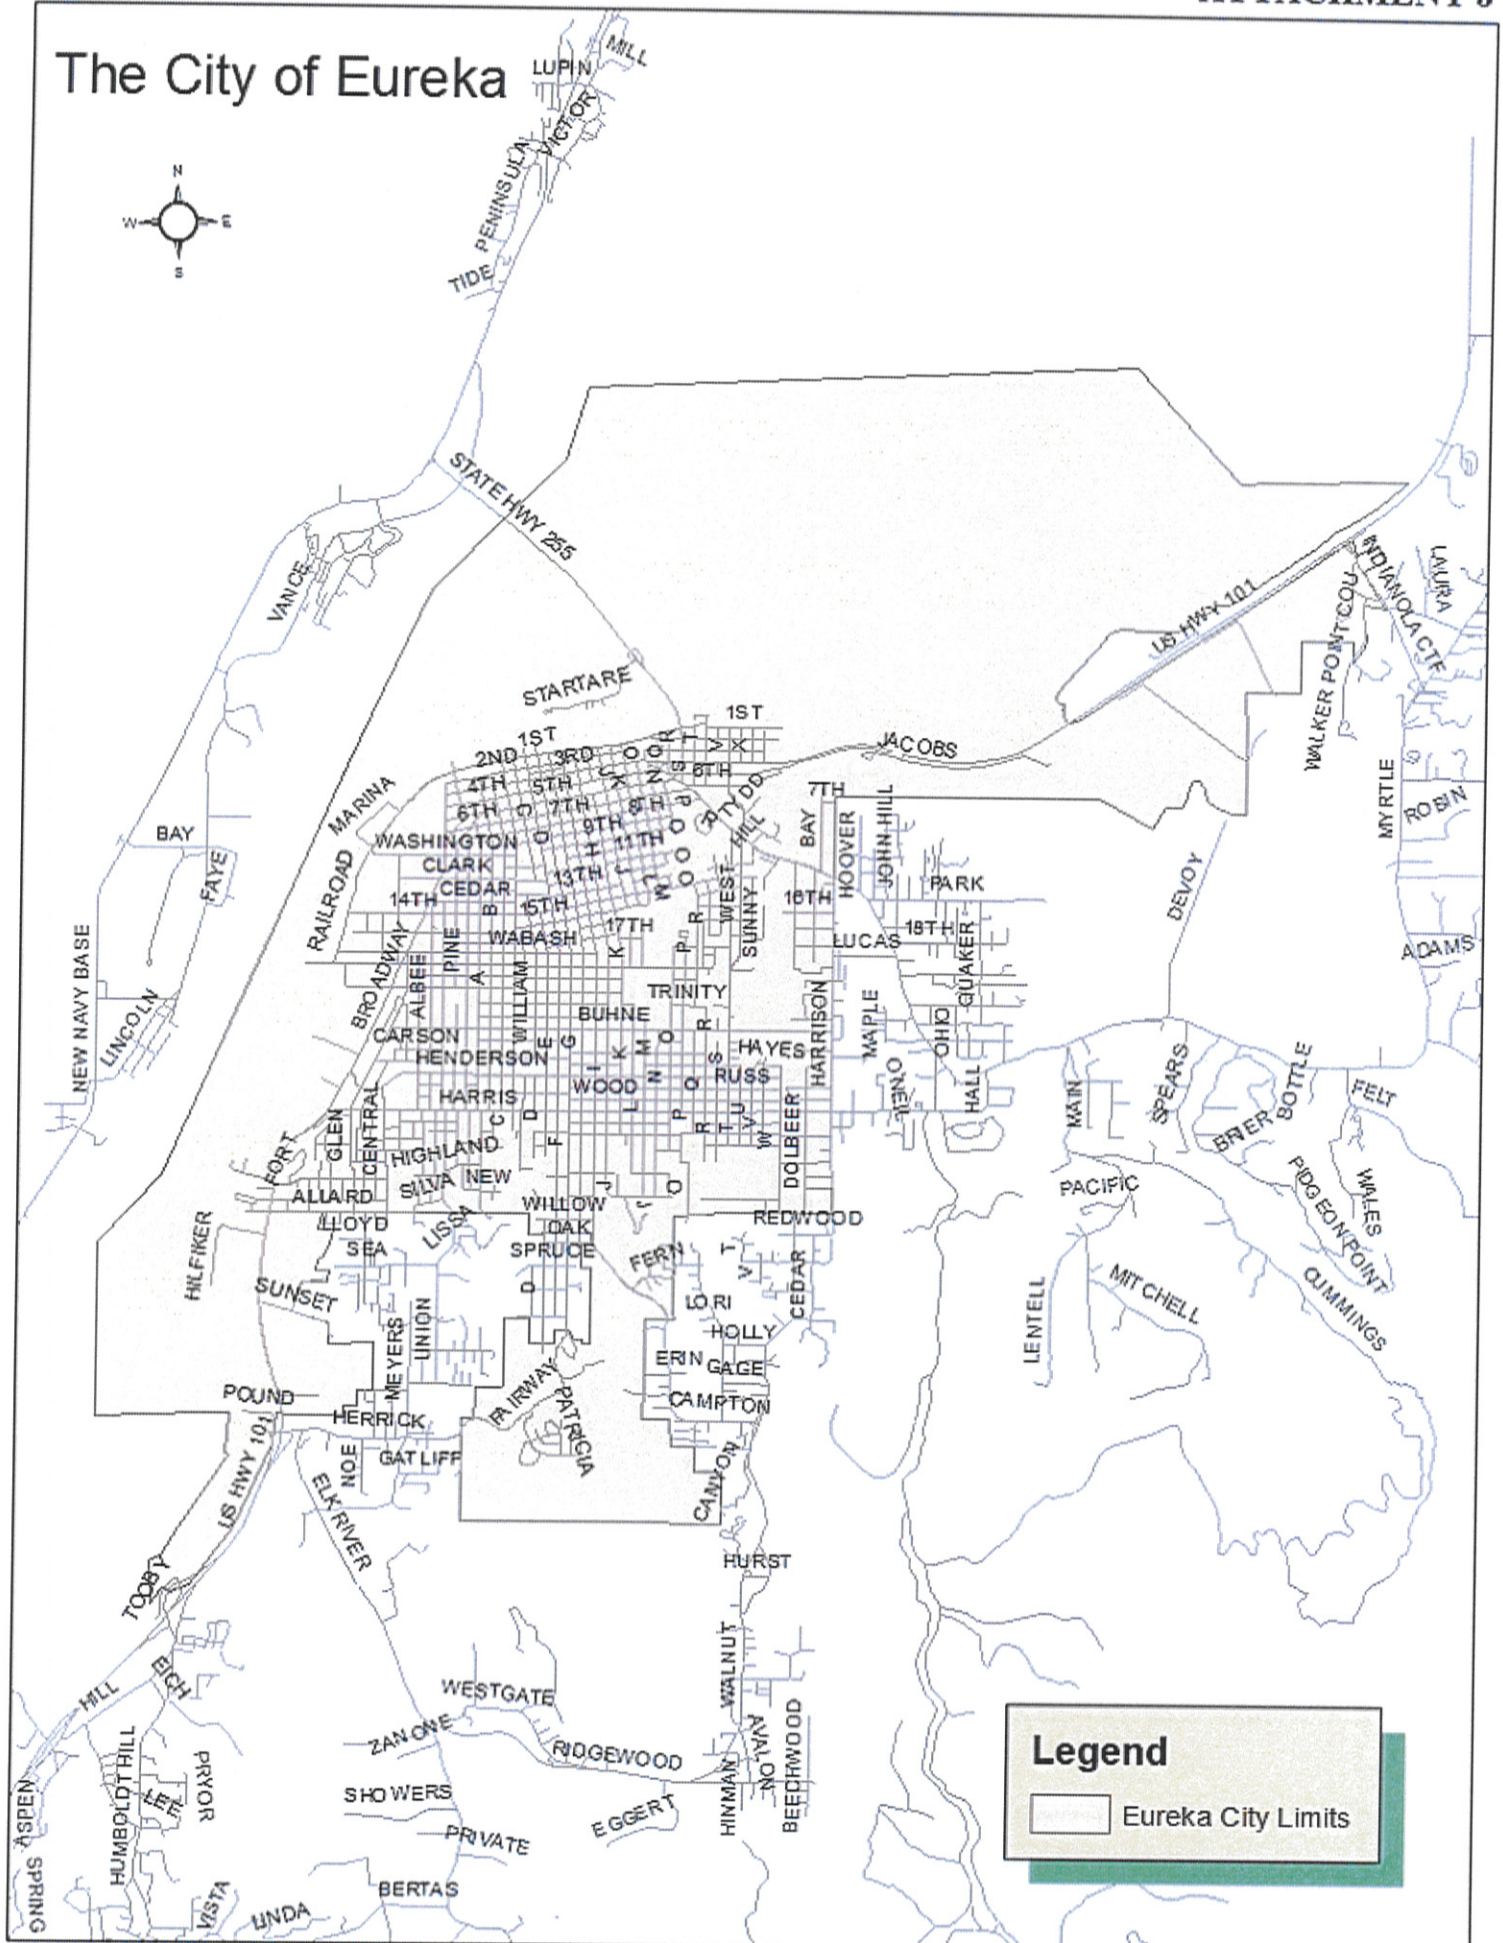 The City of Eureka
LUPIN
MILL
VICTOR
PENINSULA
TIDE
N
W
E
S
STATE HWY 255
VANCE
US HWY 101
INDIANOLA CTF
LAURA
WALKER POINT COU
STARTARE
1ST
1ST
2ND
3RD
JACOBS
4TH
5TH
6TH
6TH
7TH
7TH
8TH
9TH
11TH
MARINA
WASHINGTON
CLARK
CEDAR
13TH
14TH
15TH
16TH
17TH
18TH
HILL
BAY
HOOVER
JOHN HILL
MYRTLE
ROBIN
BAY
FAYE
RAILROAD
BROADWAY
PINE
ALBEE
B
A
WABASH
WILLIAM
K
P
R
WEST
SUNNY
PARK
LUCAS
QUAKER
DEVOY
ADAMS
NEW NAVY BASE
LINCOLN
TRINITY
BUHNE
CARSON
HENDERSON
HARRIS
WOOD
HAYES
RUSS
HARRISON
MAPLE
OHIO
ONEIL
HALL
MAIN
SPEARS
BRIER
BOTTLE
FELT
WALES
PIDGEON POINT
E
G
I
K
M
O
R
S
N
Q
L
P
R
T
U
V
W
C
D
F
DOLBEER
GLEN
CENTRAL
FORT
HIGHLAND
ALLARD
SILVA
NEW
WILLOW
J
J
O
LLOYD
LISSA
OAK
REDWOOD
PACIFIC
HILFIKER
SEA
SPRUCE
FERN
T
V
CEDAR
SUNSET
D
LORI
MITCHELL
LENTELL
CUMMINGS
MEYERS
UNION
HOLLY
ERIN
GAGE
POUND
FAIRWAY
PATRICIA
CAMPTON
HERRICK
NOE
GATLIFF
CANYON
US HWY 101
ELK RIVER
TOOBY
HURST
EICH
HILL
WALNUT
WESTGATE
ZANONE
RIDGEWOOD
AVALON
HINMAN
BEECHWOOD
HUMBOLDT HILL
LEE
PRYOR
SHOWERS
EGGERT
PRIVATE
ASPEN
SPRING
VISTA
LINDA
BERTAS
Legend
Eureka City Limits